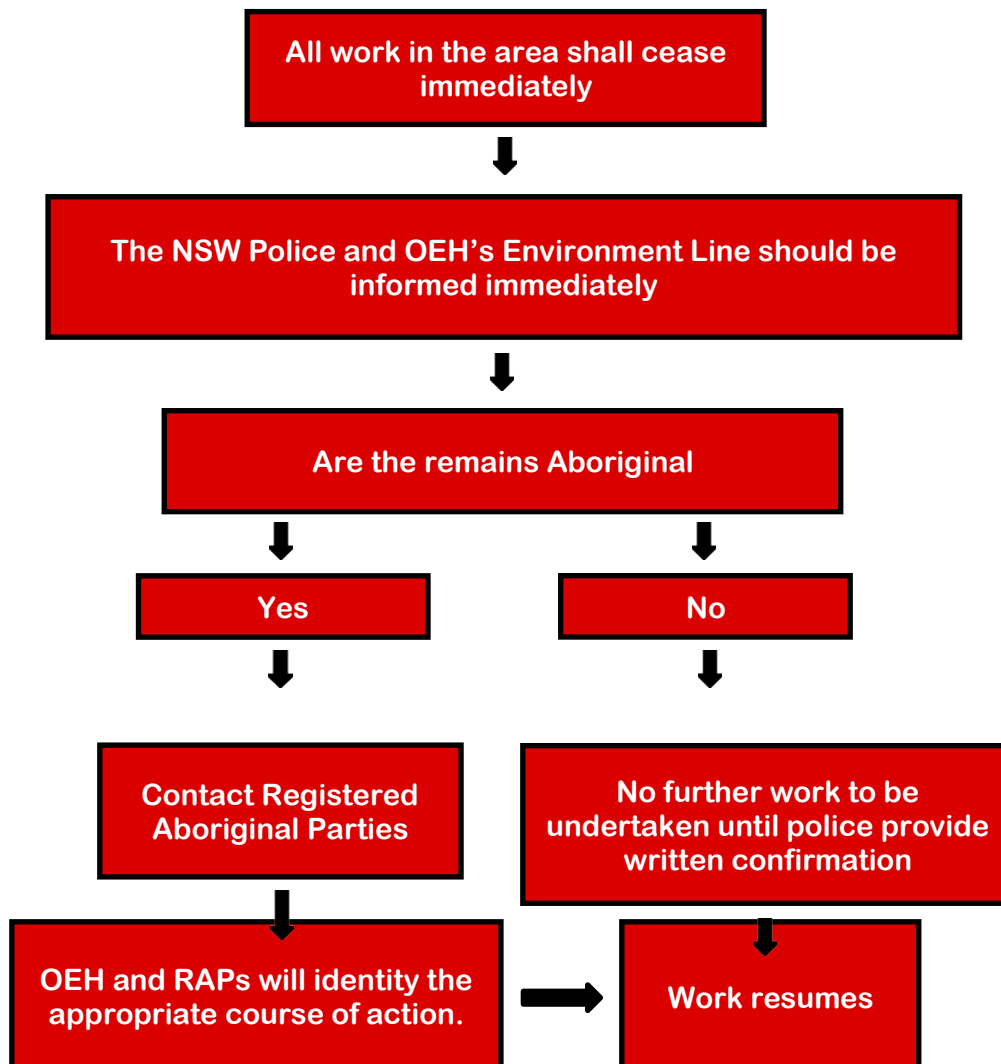 All work in the area shall cease
immediately
The NSW Police and OEH’s Environment Line should be
informed immediately
Are the remains Aboriginal
Yes
No
Contact Registered
Aboriginal Parties
No further work to be
undertaken until police provide
written confirmation
OEH and RAPs will identity the
appropriate course of action.
Work resumes